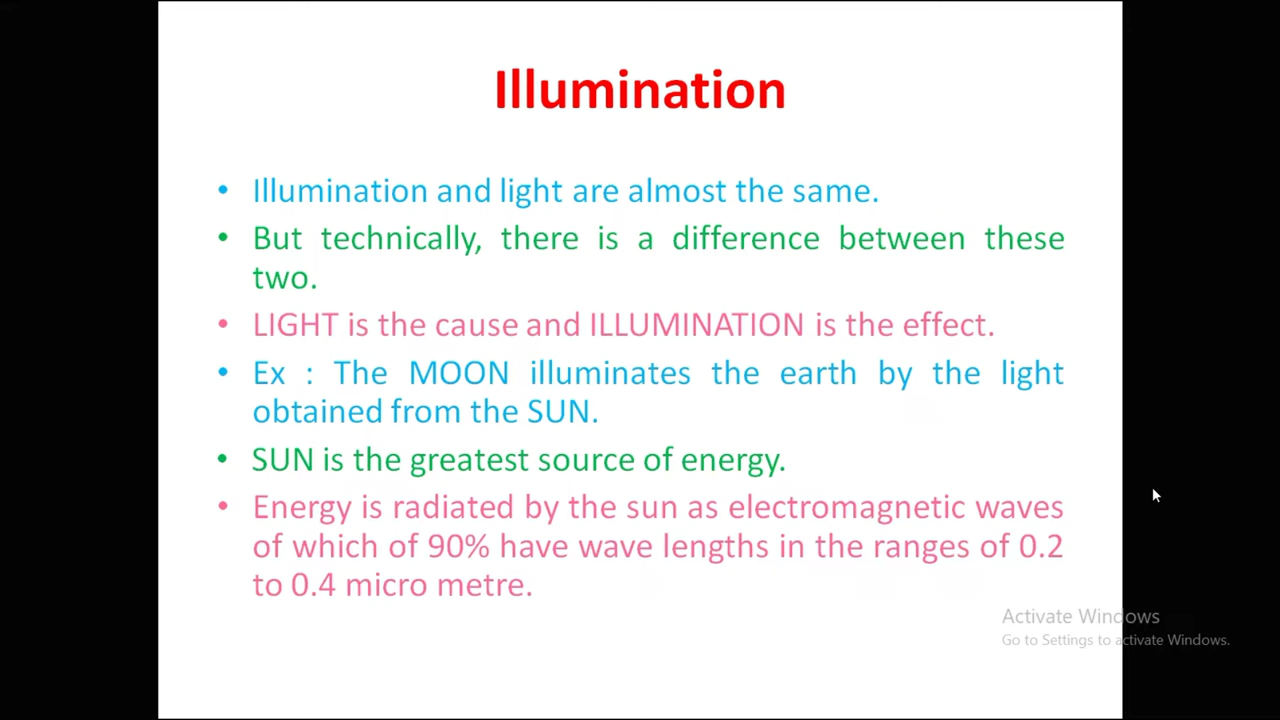 Illumination
• Illumination and light are almost the same.
• But technically, there is a difference between these
two.
• LIGHT is the cause and ILLUMINATION is the effect.
• Ex : The MOON illuminates the earth by the light
obtained from the SUN.
• SUN is the greatest source of energy.
• Energy is radiated by the sun as electromagnetic waves
of which of 90% have wave lengths in the ranges of 0.2
to 0.4 micro metre.
Activate Windows
Go to Settings to activate Windows.